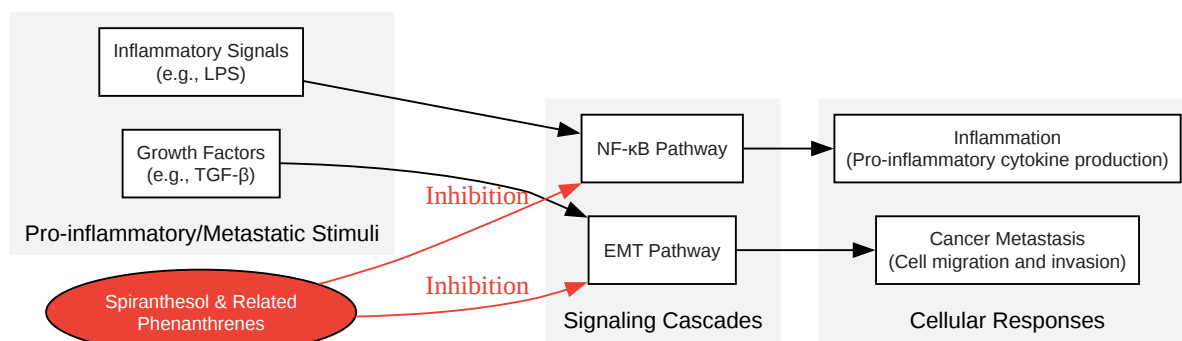 Inflammatory Signals
(e.g., LPS)
Growth Factors
(e.g., TGF-β)
Pro-inflammatory/Metastatic Stimuli
Spiranthesol & Related
Phenanthrenes
Inhibition
Inhibition
NF-κB Pathway
EMT Pathway
Signaling Cascades
Inflammation
(Pro-inflammatory cytokine production)
Cancer Metastasis
(Cell migration and invasion)
Cellular Responses